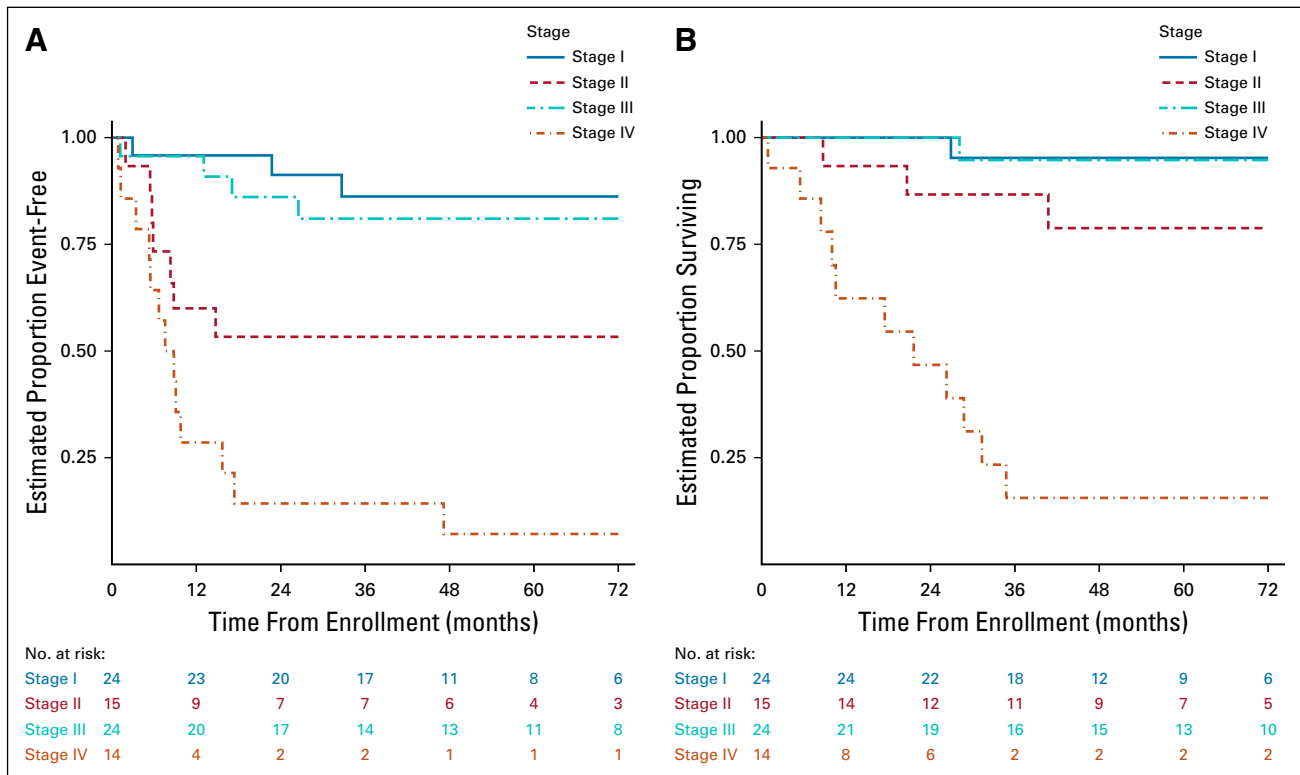 A
Stage
Stage I
Stage II
Stage III
Stage IV
1.00
0.75
0.50
0.25
Estimated Proportion Event-Free
0 12 24 36 48 60 72
Time From Enrollment (months)
No. at risk:
Stage I 24 23 20 17 11 8 6
Stage II 15 9 7 7 6 4 3
Stage III 24 20 17 14 13 11 8
Stage IV 14 4 2 2 1 1 1
B
Stage
Stage I
Stage II
Stage III
Stage IV
1.00
0.75
0.50
0.25
Estimated Proportion Surviving
0 12 24 36 48 60 72
Time From Enrollment (months)
No. at risk:
Stage I 24 24 22 18 12 9 6
Stage II 15 14 12 11 9 7 5
Stage III 24 21 19 16 15 13 10
Stage IV 14 8 6 2 2 2 2